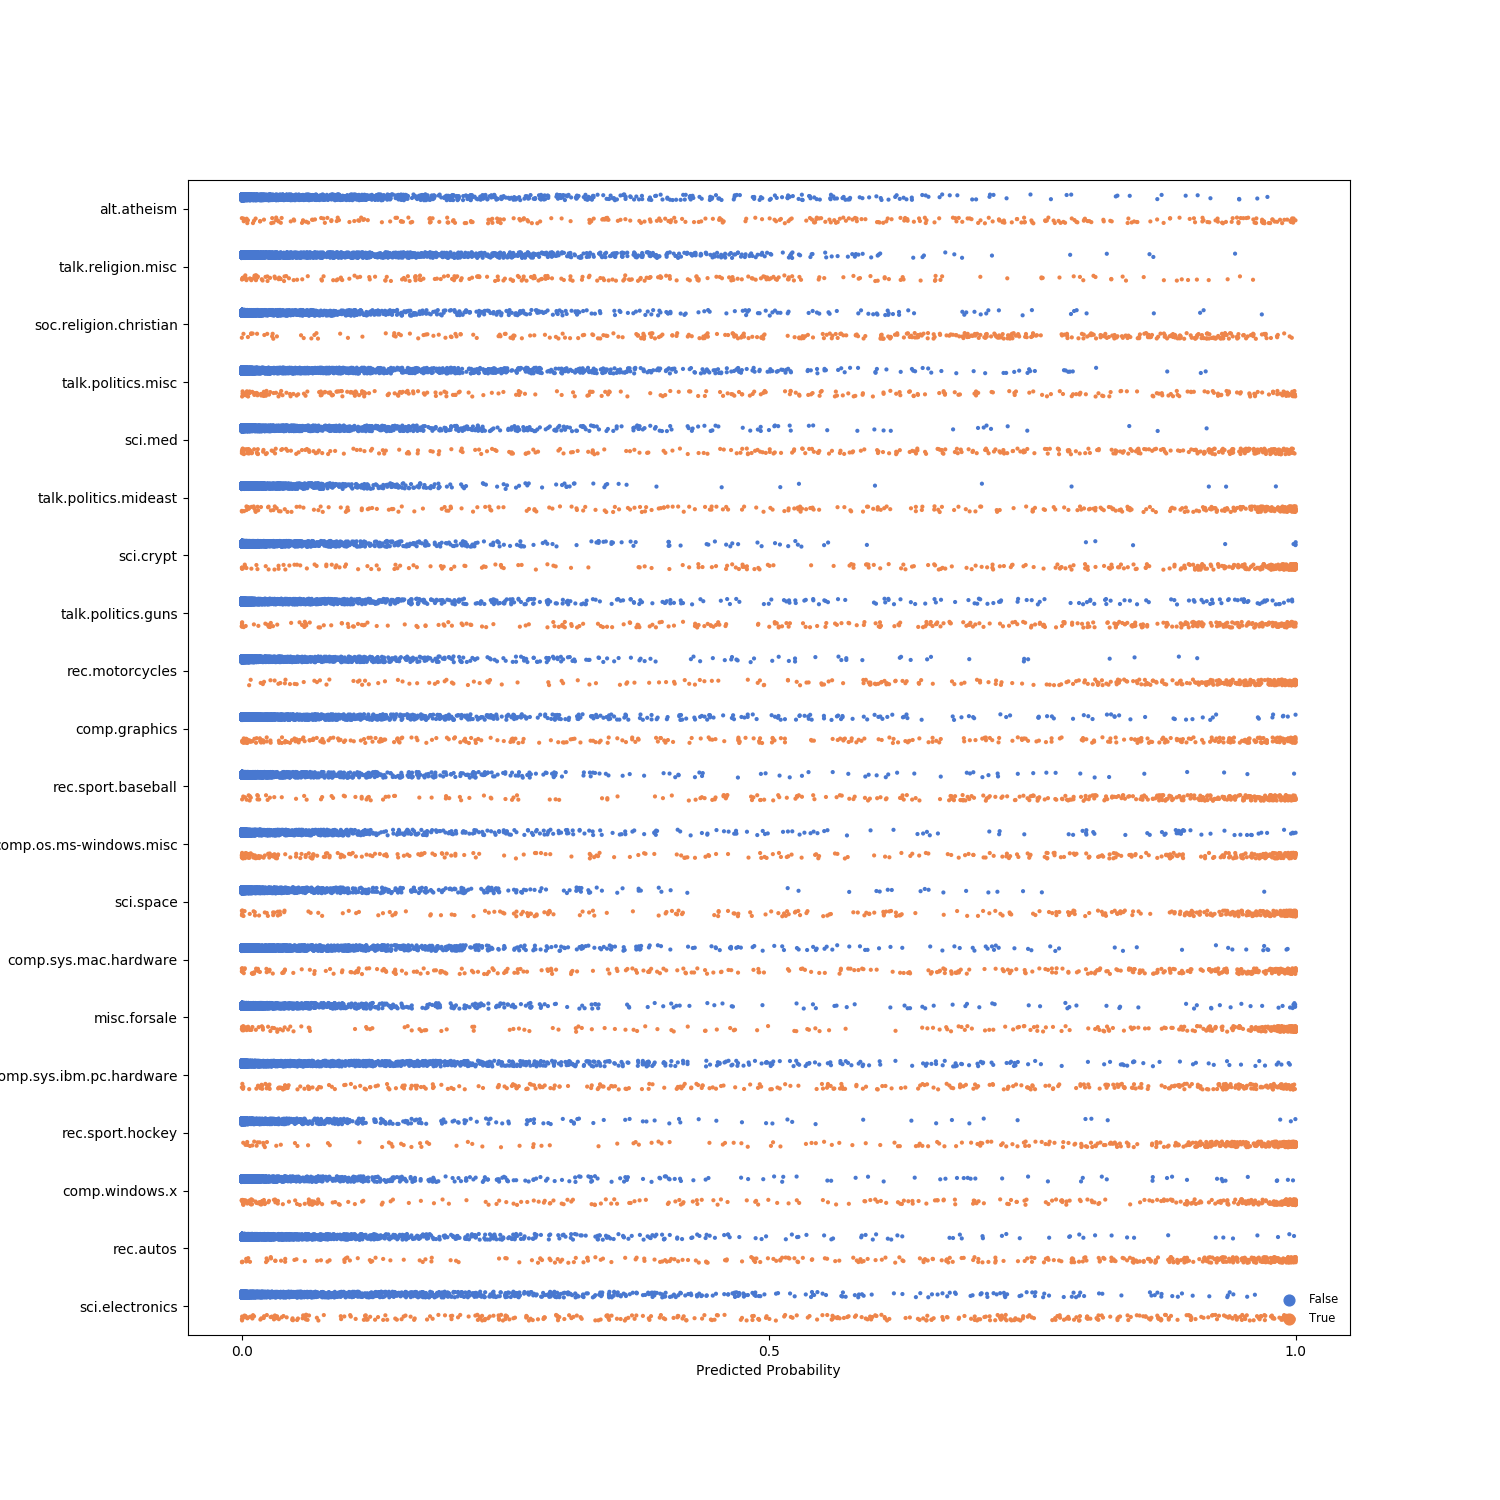 alt.atheism
talk.religion.misc
soc.religion.christian
talk.politics.misc
sci.med
talk.politics.mideast
sci.crypt
talk.politics.guns
rec.motorcycles
comp.graphics
rec.sport.baseball
comp.os.ms-windows.misc
sci.space
comp.sys.mac.hardware
misc.forsale
omp.sys.ibm.pc.hardware
rec.sport.hockey
comp.windows.x
rec.autos
sci.electronics
False
True
0.0 0.5 1.0
Predicted Probability